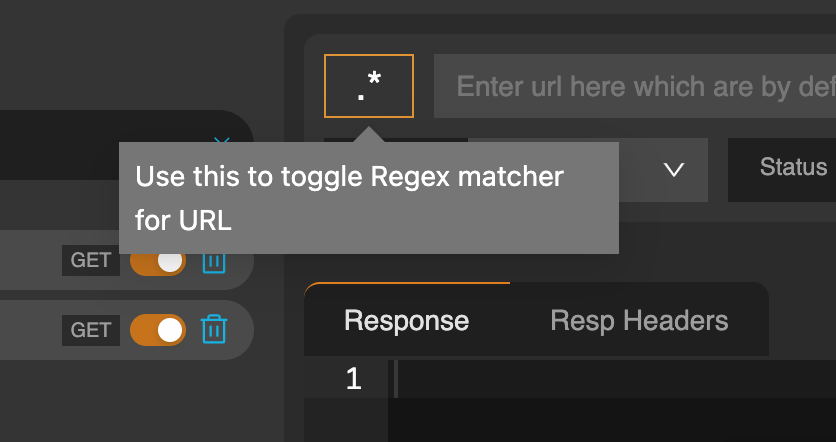 .*
Enter url here which are by def
Use this to toggle Regex matcher
for URL
Status
GET
GET
Response
Resp Headers
1